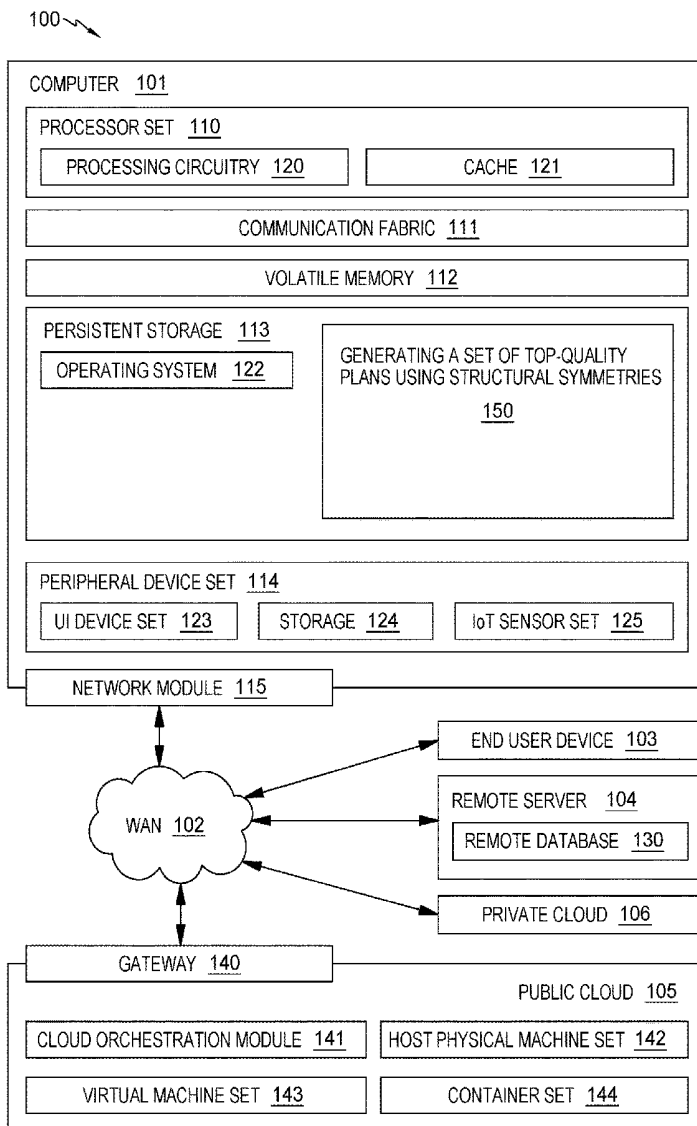 100
COMPUTER 101
PROCESSOR SET 110
PROCESSING CIRCUITRY 120
CACHE 121
COMMUNICATION FABRIC 111
VOLATILE MEMORY 112
PERSISTENT STORAGE 113
OPERATING SYSTEM 122
GENERATING A SET OF TOP-QUALITY
PLANS USING STRUCTURAL SYMMETRIES
150
PERIPHERAL DEVICE SET 114
UI DEVICE SET 123
STORAGE 124
IoT SENSOR SET 125
NETWORK MODULE 115
END USER DEVICE 103
WAN 102
REMOTE SERVER 104
REMOTE DATABASE 130
PRIVATE CLOUD 106
GATEWAY 140
PUBLIC CLOUD 105
CLOUD ORCHESTRATION MODULE 141
HOST PHYSICAL MACHINE SET 142
VIRTUAL MACHINE SET 143
CONTAINER SET 144